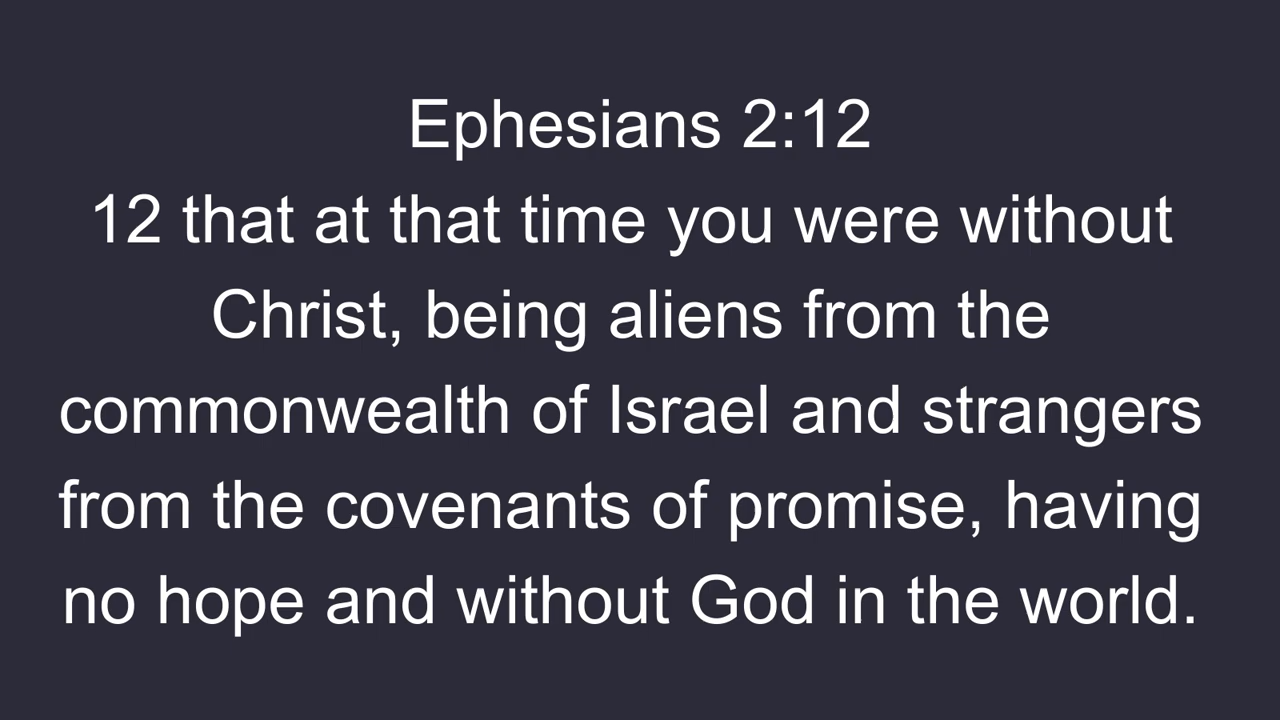 Ephesians 2:12
12 that at that time you were without
Christ, being aliens from the
commonwealth of Israel and strangers
from the covenants of promise, having
no hope and without God in the world.